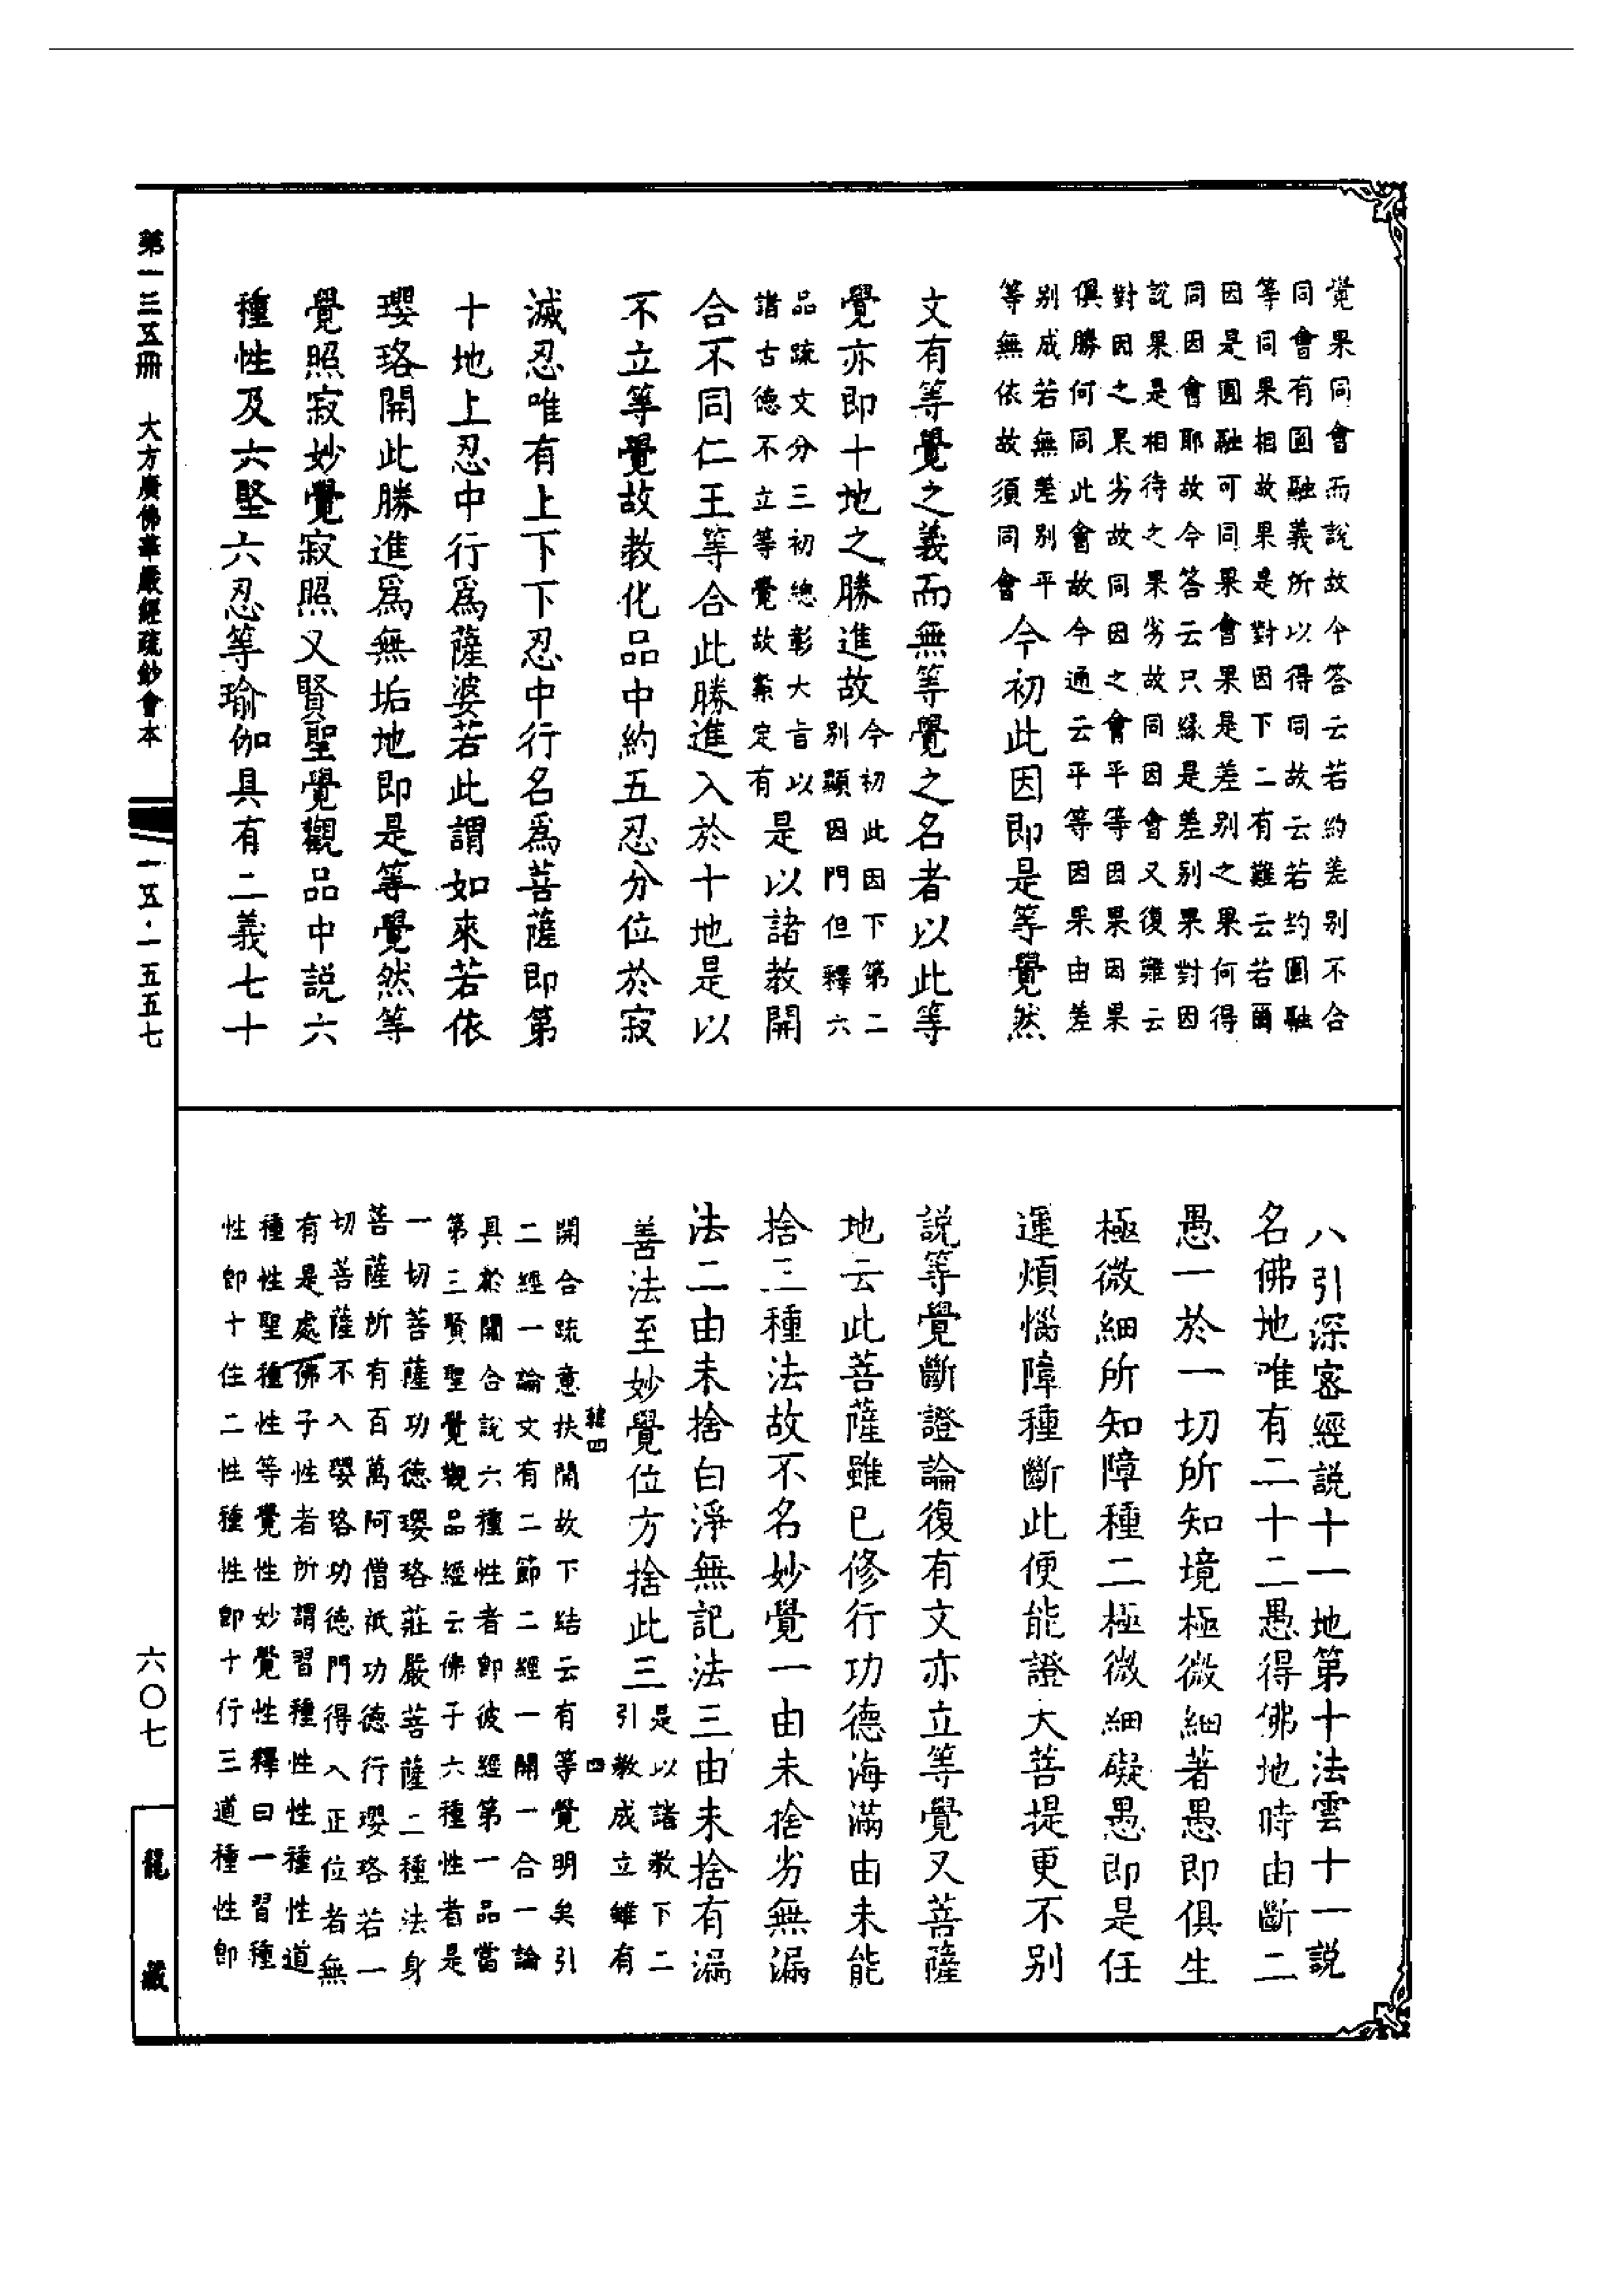 覺果同會而說故今答云若約差別不合
同會有圓融義所以得同故云若約圓融
等同果相故果是對因下二有難云若爾
因是圓融可同果會果是差別之果何得
同因會耶故今答云只緣是差別果對因
說果是相待之果劣故同因會又復難云
對因之果劣故同因之會平等因果因果
俱勝何同此會故今通云平等因果由差
別成若無差別平
等無依故須同會今初此因即是等覺然
文有等覺之義而無等覺之名者以此等
覺亦即十地之勝進故今初此因下第二
別顯因門但釋六
品疏文分三初總彰大旨以
諸古德不立等覺故案定有是以諸教開
合不同仁王等合此勝進入於十地是以
不立等覺故教化品中約五忍分位於寂
滅忍唯有上下下忍中行名爲菩薩即第
十地上忍中行爲薩婆若此謂如來若依
瓔珞開此勝進爲無垢地即是等覺然等
覺照寂妙覺寂照又賢聖覺觀品中說六
種性及六堅六忍等瑜伽具有二義七十
八引深密經說十一地第十法雲十一說
名佛地唯有二十二愚得佛地時由斷二
愚一於一切所知境極微細著愚即俱生
極微細所知障種二極微細礙愚即是任
運煩惱障種斷此便能證大菩提更不別
說等覺斷證論復有文亦立等覺又菩薩
地云此菩薩雖已修行功德海滿由未能
捨三種法故不名妙覺一由未捨劣無漏
法二由未捨白淨無記法三由未捨有漏
善法至妙覺位方捨此三是以諸教下二
引教成立雖有
韓四
四
開合疏意扶開故下結云有等覺明矣引
二經一論文有二節二經一開一合一論
具於開合說六種性者即彼經第一品當
第三賢聖覺觀品經云佛子六種性者是
一切菩薩功德瓔珞莊嚴菩薩二種法身
菩薩所有百萬阿僧祇功德行瓔珞若一
切菩薩不入瓔珞功德門得入正位者無
有是處佛子性者所謂習種性性種性道
種性聖種性等覺性妙覺性釋曰一習種
性即十住二性種性即十行三道種性即
第一三五冊　大方廣佛華嚴經疏鈔會本
一五·一五五七
六〇七
龍藏